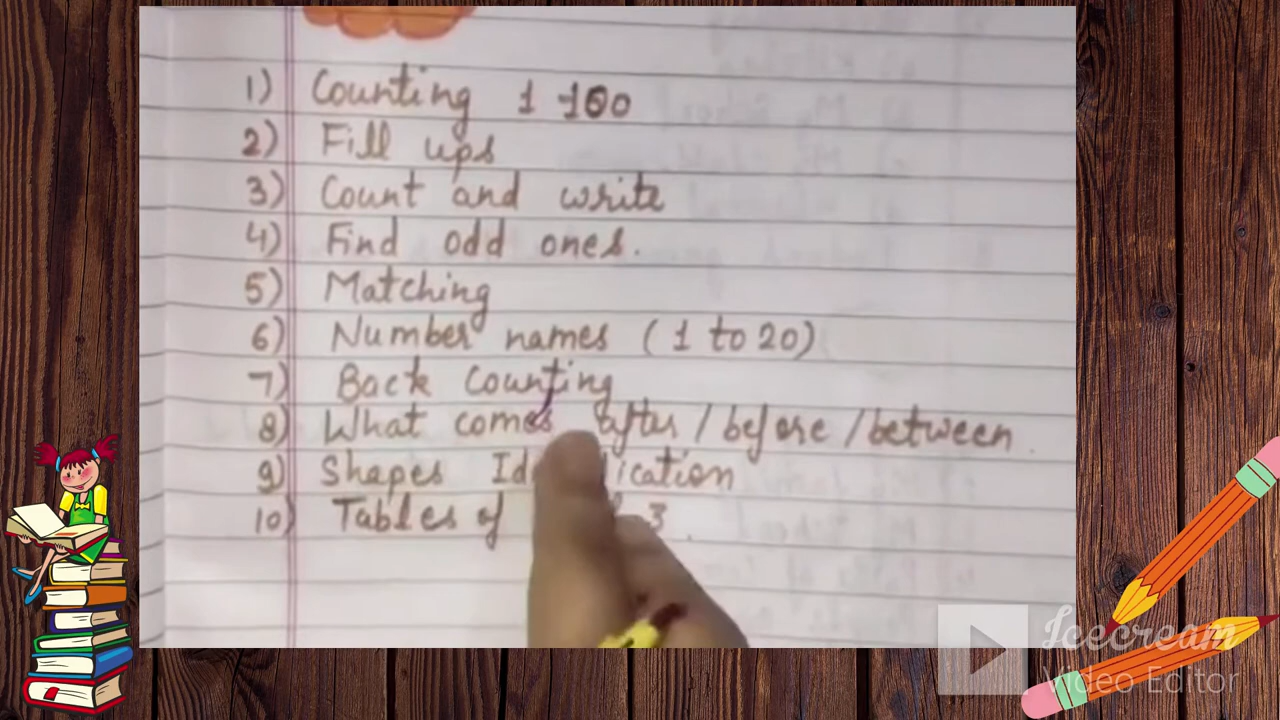 1) Counting 1-100
2) Fill ups
3) Count and write
4) Find odd ones.
5) Matching
6) Number names (1 to 20)
7) Back Counting
8) What comes after / before / between
9) Shapes
10) Tables of 3
Icecream
Video Editor